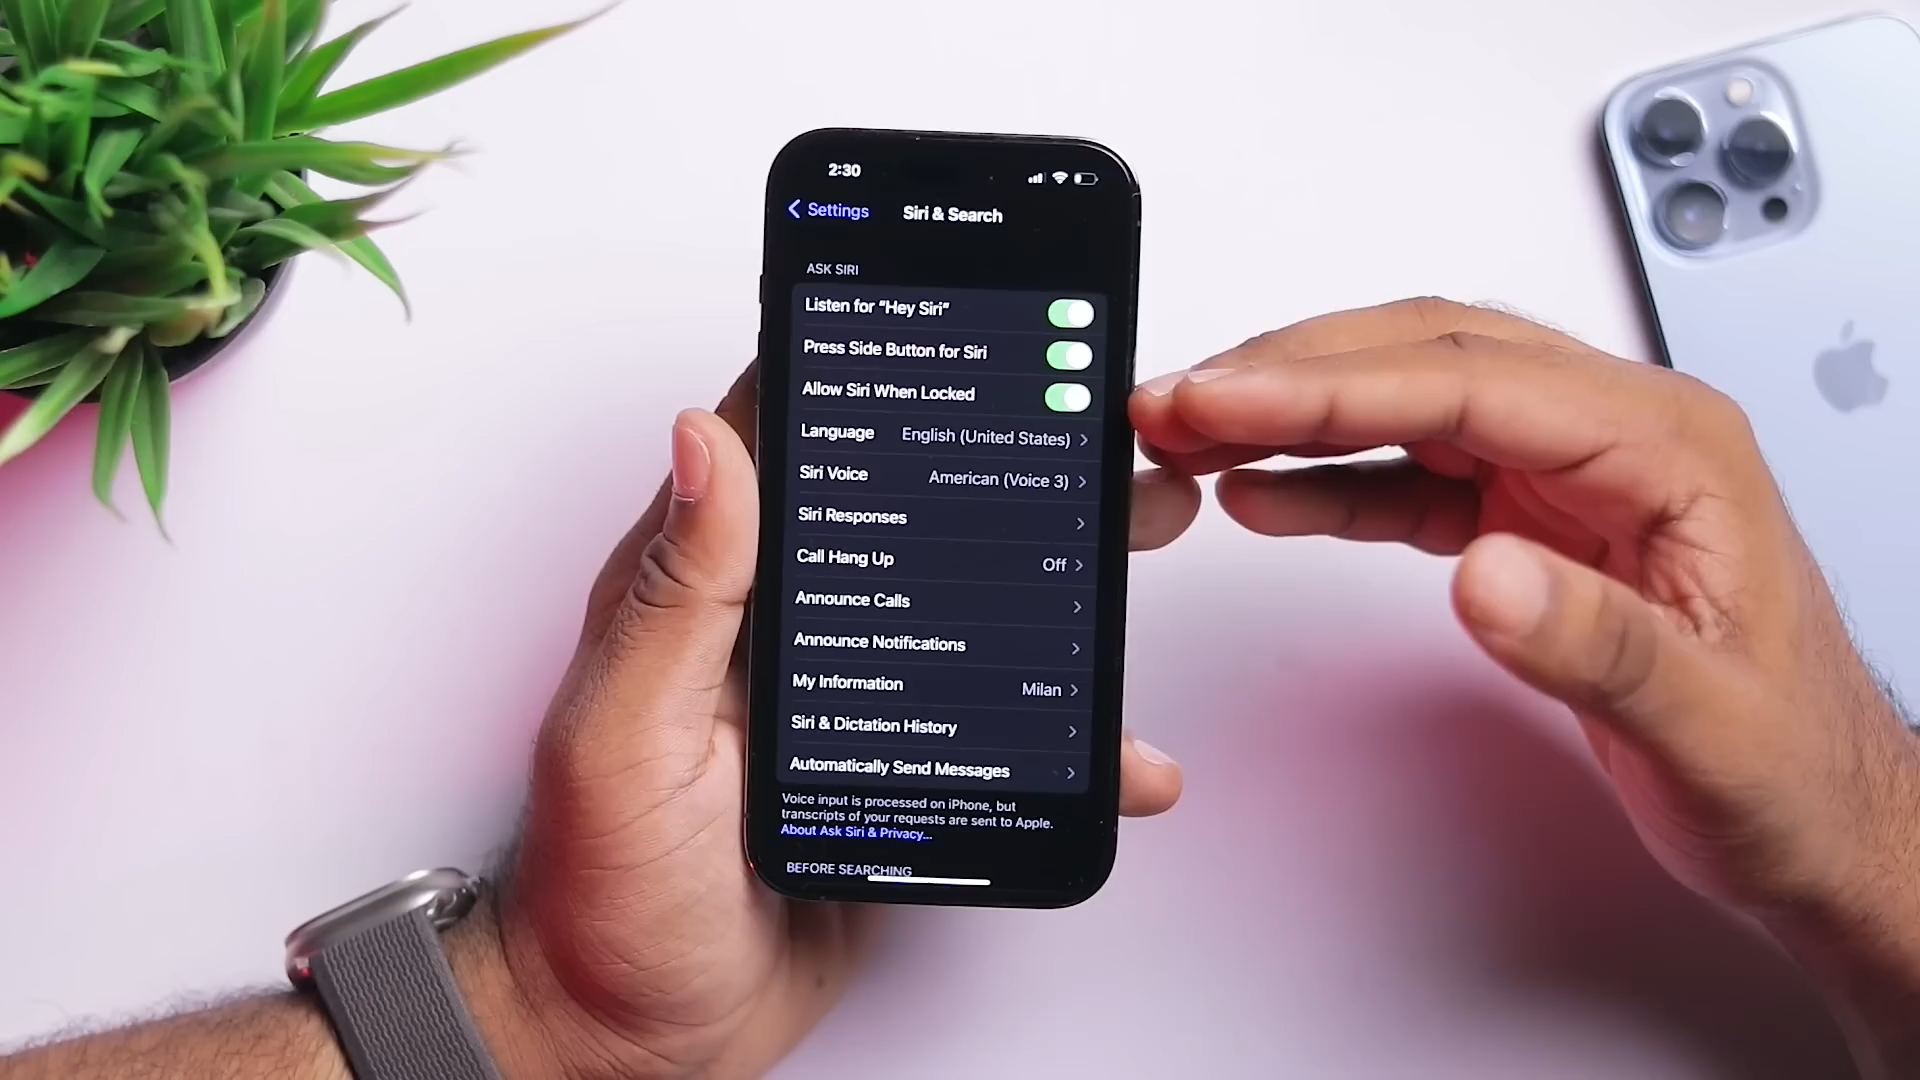 2:30
Settings
Siri & Search
ASK SIRI
Listen for "Hey Siri"
Press Side Button for Siri
Allow Siri When Locked
Language English (United States)
Siri Voice American (Voice 3)
Siri Responses
Call Hang Up Off
Announce Calls
Announce Notifications
My Information Milan
Siri & Dictation History
Automatically Send Messages
Voice input is processed on iPhone, but
transcripts of your requests are sent to Apple.
About Ask Siri & Privacy...
BEFORE SEARCHING